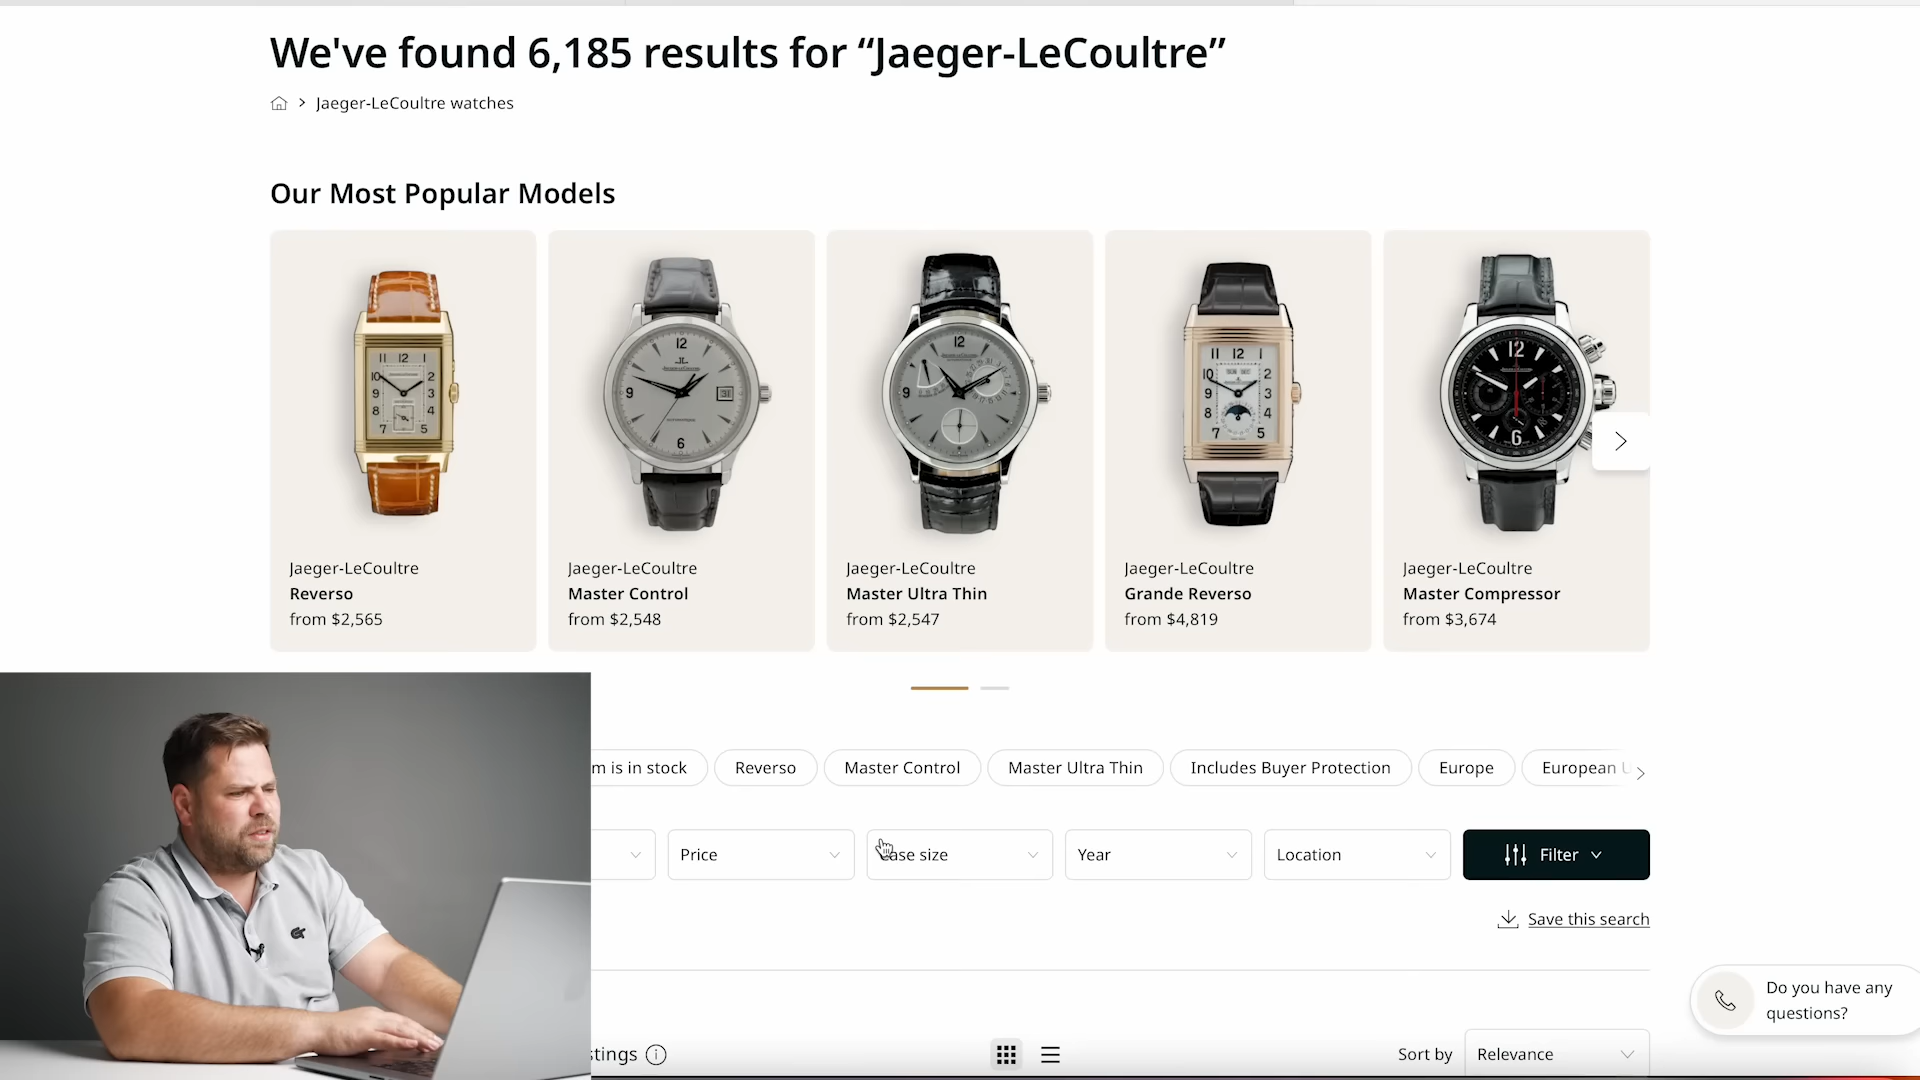 We've found 6,185 results for “Jaeger-LeCoultre”
Jaeger-LeCoultre watches
Our Most Popular Models
Jaeger-LeCoultre
Reverso
from $2,565
Jaeger-LeCoultre
Master Control
from $2,548
Jaeger-LeCoultre
Master Ultra Thin
from $2,547
Jaeger-LeCoultre
Grande Reverso
from $4,819
Jaeger-LeCoultre
Master Compressor
from $3,674
m is in stock
Reverso
Master Control
Master Ultra Thin
Includes Buyer Protection
Europe
European
Price
ase size
Year
Location
Filter
Save this search
Do you have any
questions?
stings
Sort by
Relevance